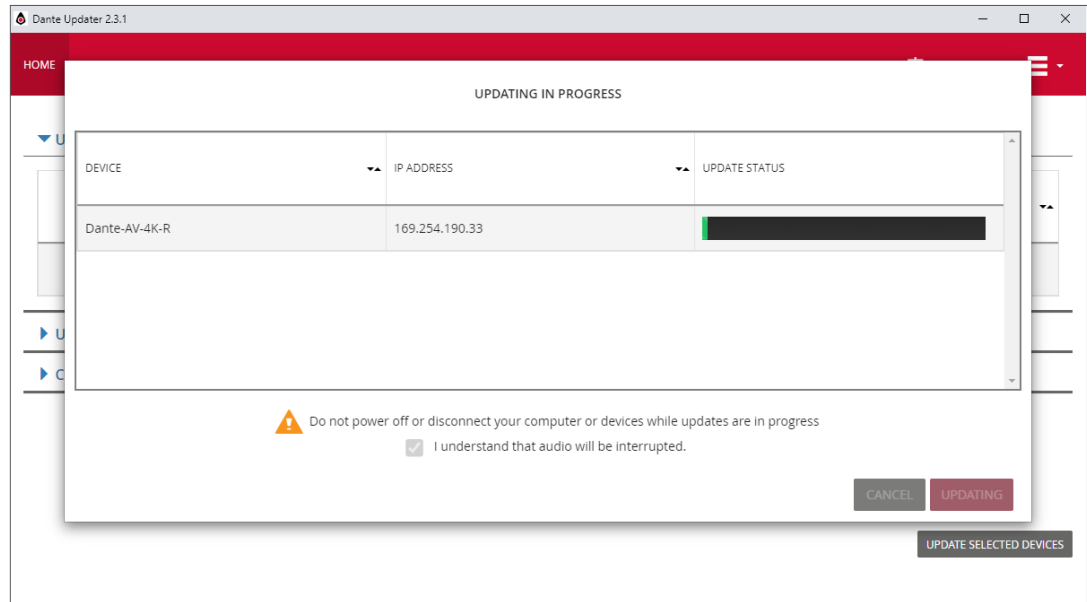 Dante Updater 2.3.1
HOME
UPDATING IN PROGRESS
U
DEVICE IP ADDRESS UPDATE STATUS
Dante-AV-4K-R 169.254.190.33
U
C
Do not power off or disconnect your computer or devices while updates are in progress
I understand that audio will be interrupted.
CANCEL UPDATING
UPDATE SELECTED DEVICES